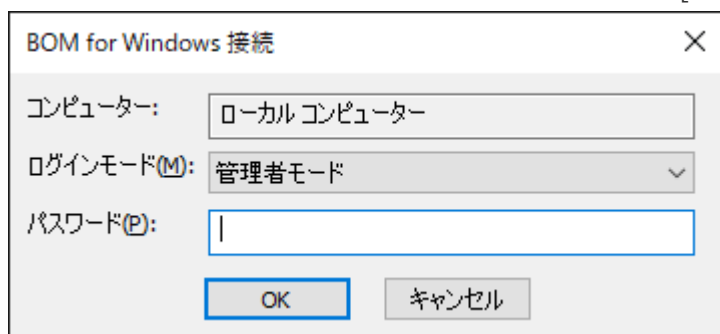 BOM for Windows 接続
コンピューター: ローカル コンピューター
ログインモード(M): 管理者モード
パスワード(P):
OK キャンセル